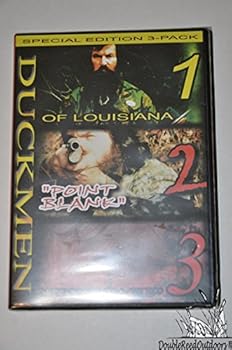 SPECIAL EDITION 3-PACK
DUCKMEN
1
OF LOUISIANA
2
"POINT
BLANK"
3
DoubleReedOutdoors